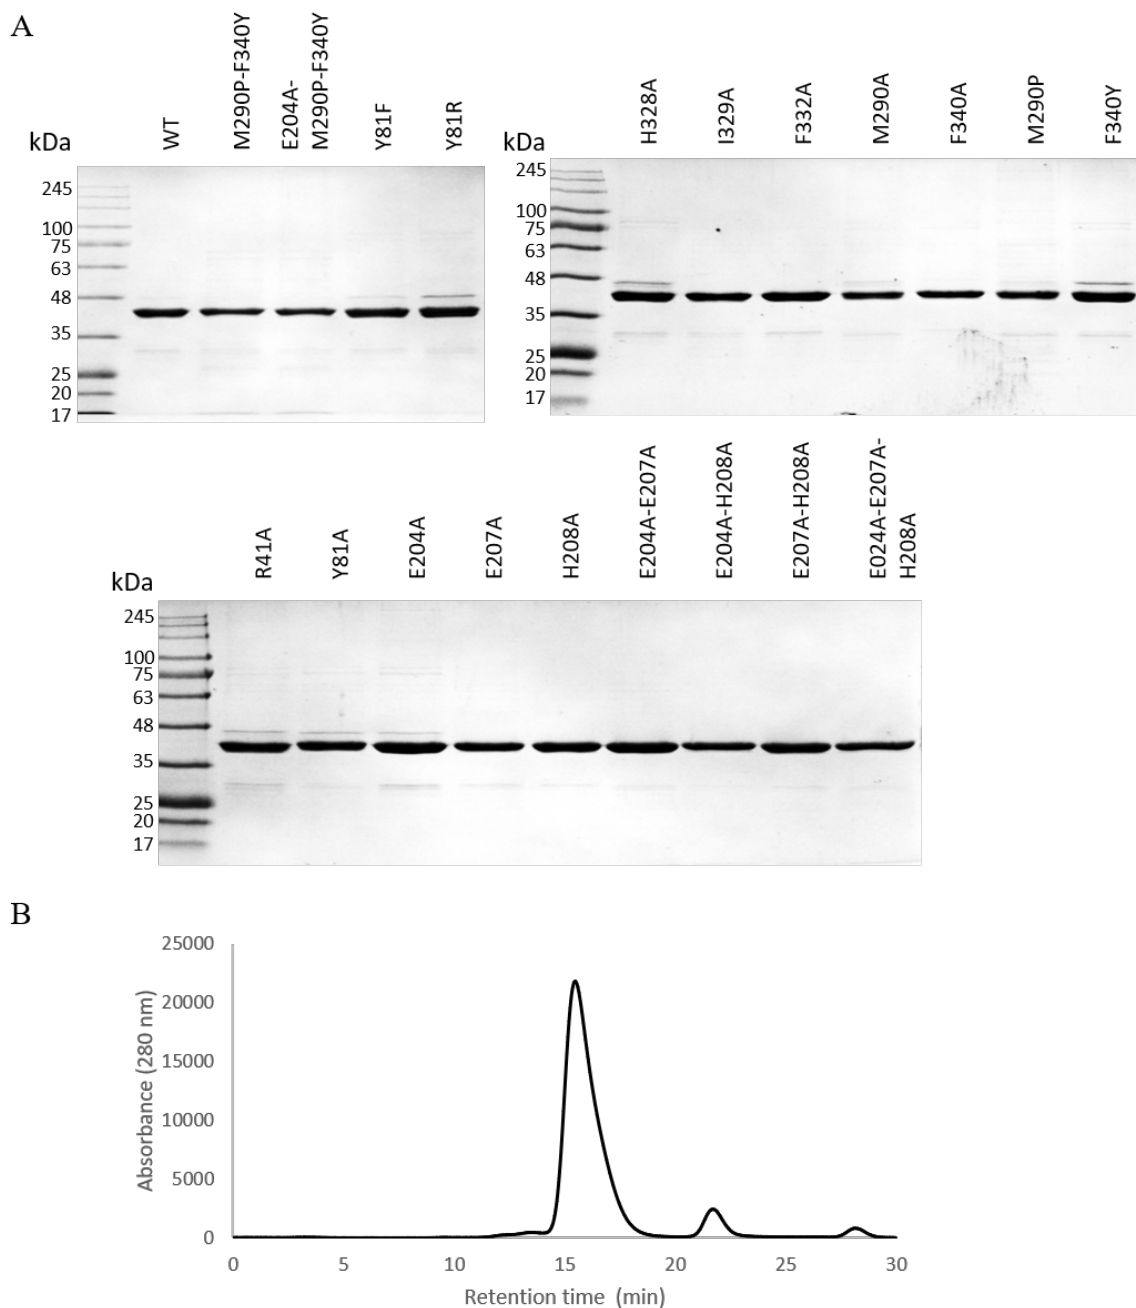 A
kDa
WT
M290P-F340Y
E204A-
M290P-F340Y
Y81F
Y81R
245
100
75
63
48
35
25
20
17
kDa
H328A
I329A
F332A
M290A
F340A
M290P
F340Y
245
100
75
63
48
35
25
20
17
kDa
R41A
Y81A
E204A
E207A
H208A
E204A-E207A
E204A-H208A
E207A-H208A
E024A-E207A-
H208A
245
100
75
63
48
35
25
20
17
B
Absorbance (280 nm)
25000
20000
15000
10000
5000
0
0 5 10 15 20 25 30
Retention time (min)